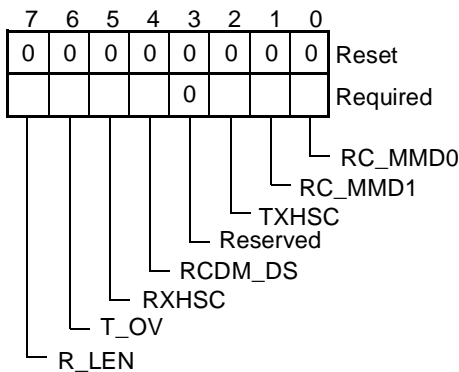 7 6 5 4 3 2 1 0
0 0 0 0 0 0 0 0 Reset
0 Required
RC_MMD0
RC_MMD1
TXHSC
Reserved
RCDM_DS
RXHSC
T_OV
R_LEN